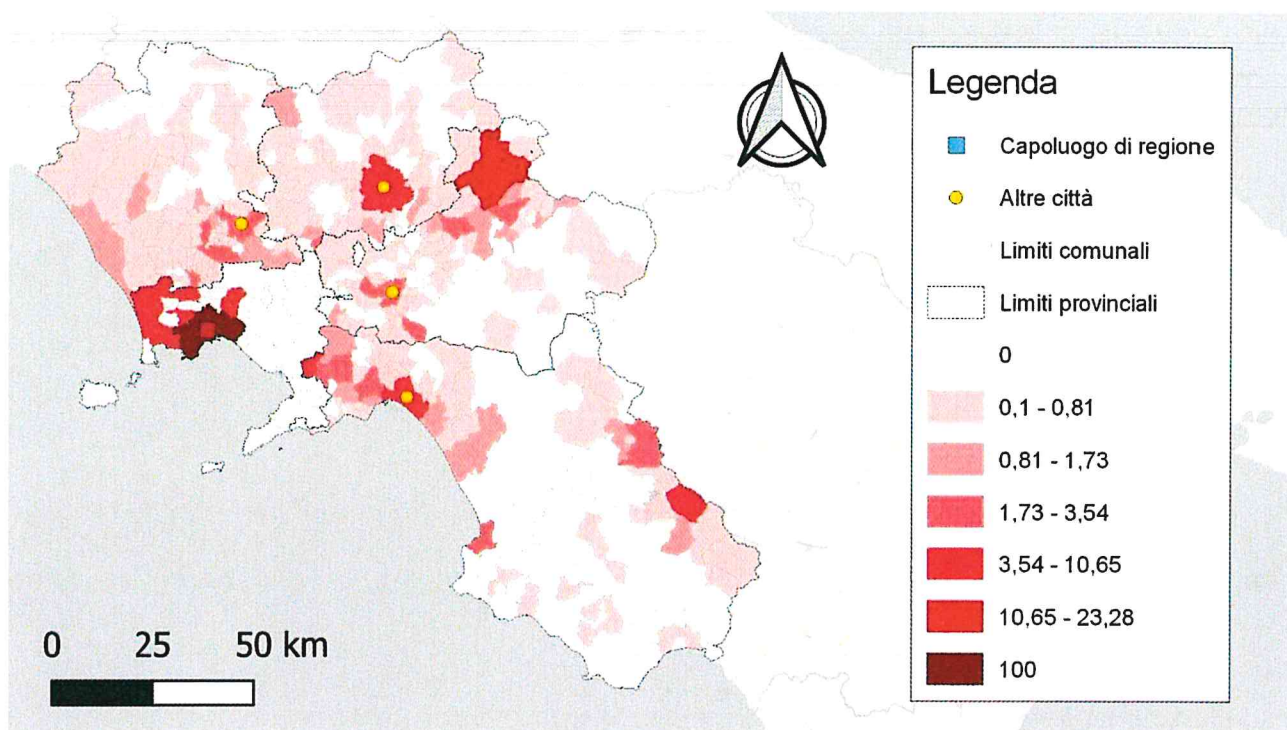 Legenda
Capoluogo di regione
Altre città
Limiti comunali
Limiti provinciali
0
0,1 - 0,81
0,81 - 1,73
1,73 - 3,54
3,54 - 10,65
10,65 - 23,28
100
0 25 50 km